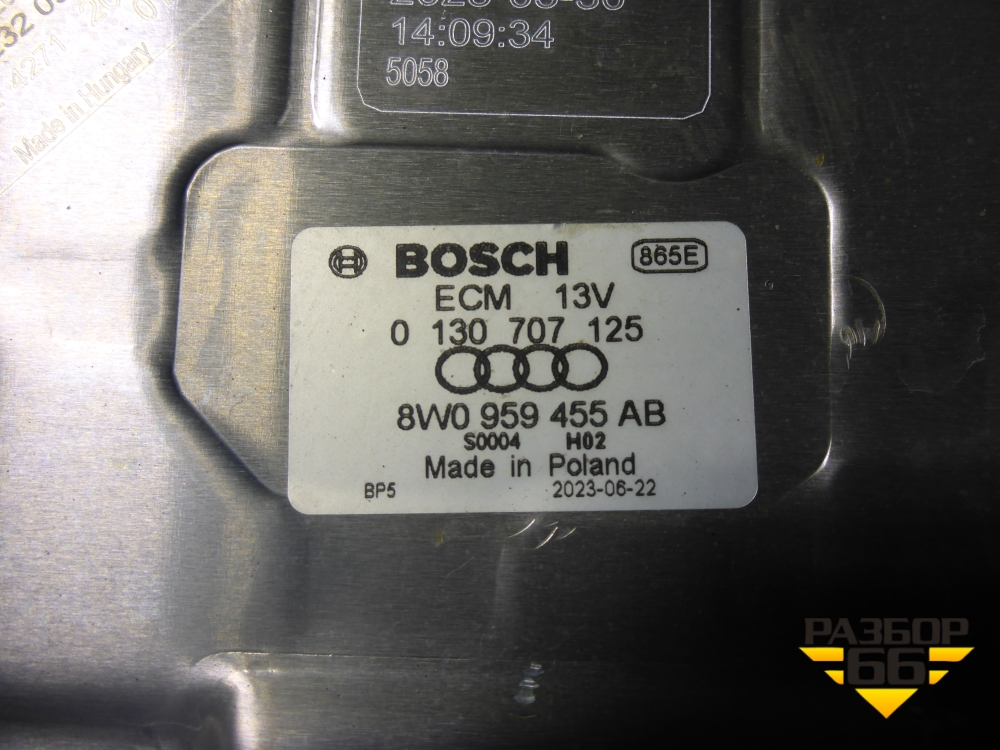 4271
Made in Hungary
14:09:34
5058
BOSCH 865E
ECM 13V
0 130 707 125
8W0 959 455 AB
S0004 H02
Made in Poland
BP5 2023-06-22
РАЗБОР
66